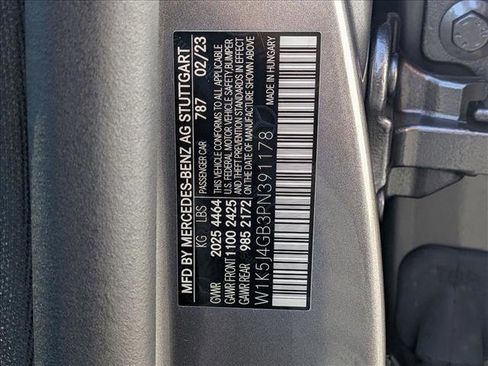 MFD BY MERCEDES-BENZ AG STUTTGART
PASSENGER CAR 787 02/23
KG LBS
GVWR 2025 4464
GAWR FRONT 1100 2425
GAWR REAR 985 2172
THIS VEHICLE CONFORMS TO ALL APPLICABLE
U.S. FEDERAL MOTOR VEHICLE SAFETY, BUMPER
AND THEFT PREVENTION STANDARDS IN EFFECT
ON THE DATE OF MANUFACTURE SHOWN ABOVE
W1K5J4GB3PN391178
MADE IN HUNGARY